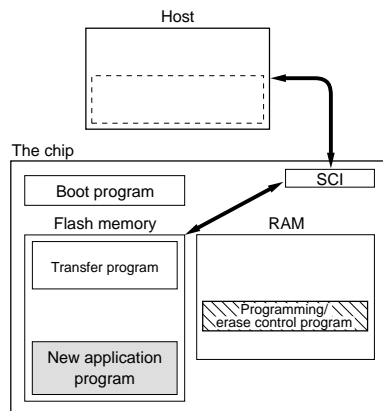 Host
The chip
SCI
Boot program
Flash memory
RAM
Transfer program
Programming/
erase control program
New application
program